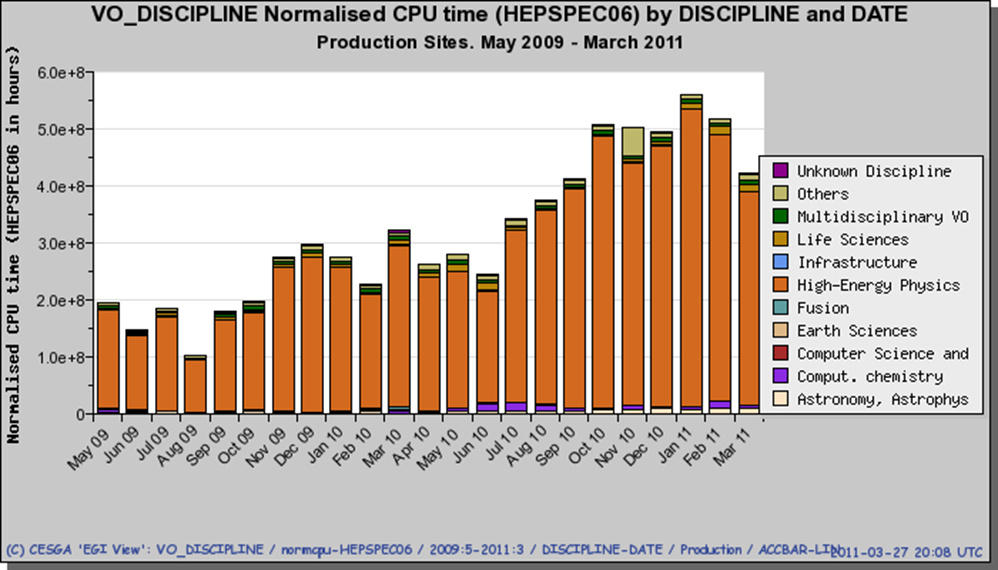 VO_DISCIPLINE Normalised CPU time (HEPSPEC06) by DISCIPLINE and DATE
Production Sites. May 2009 - March 2011
Normalised CPU time (HEPSPEC06 in hours)
6.0e+8
5.0e+8
4.0e+8
3.0e+8
2.0e+8
1.0e+8
0
May 09
Jun 09
Jul 09
Aug 09
Sep 09
Oct 09
Nov 09
Dec 09
Jan 10
Feb 10
Mar 10
Apr 10
May 10
Jun 10
Jul 10
Aug 10
Sep 10
Oct 10
Nov 10
Dec 10
Jan 11
Feb 11
Mar 11
Unknown Discipline
Others
Multidisciplinary VO
Life Sciences
Infrastructure
High-Energy Physics
Fusion
Earth Sciences
Computer Science and
Comput. chemistry
Astronomy, Astrophys
(C) CESGA 'EGI View': VO_DISCIPLINE / normcpu-HEPSPEC06 / 2009:5-2011:3 / DISCIPLINE-DATE / Production / ACCBAR-LIN
2011-03-27 20:08 UTC